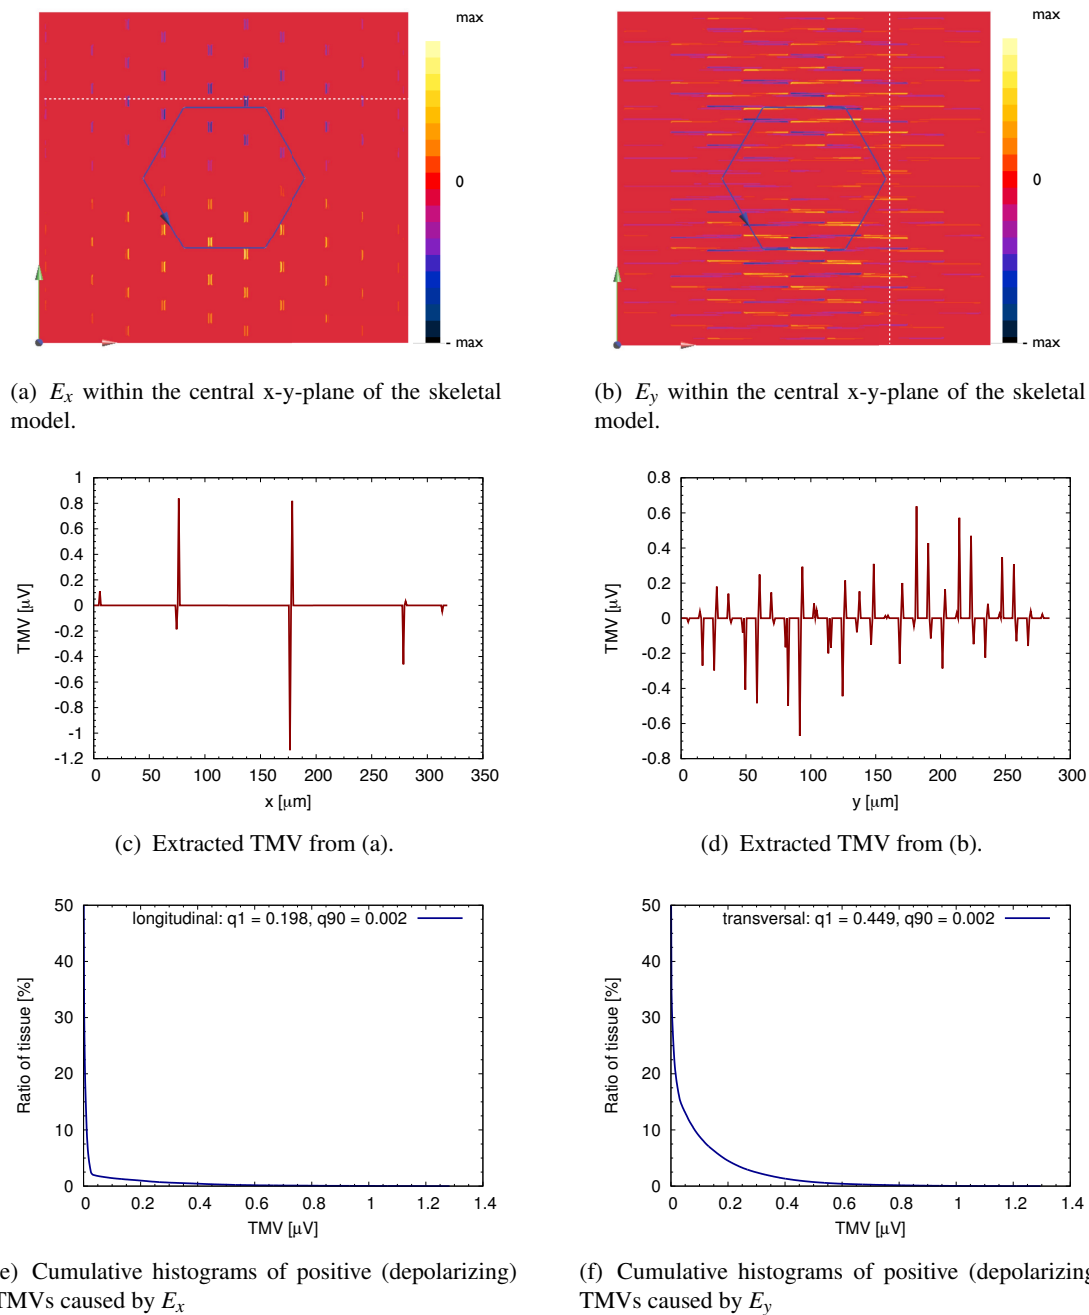 max
0
- max
max
0
- max
(a) Ex within the central x-y-plane of the skeletal
model.
(b) Ey within the central x-y-plane of the skeletal
model.
1
0.8
0.6
0.4
0.2
0
-0.2
-0.4
-0.6
-0.8
-1
-1.2
TMV [μV]
0 50 100 150 200 250 300 350
x [μm]
0.8
0.6
0.4
0.2
0
-0.2
-0.4
-0.6
-0.8
TMV [μV]
0 50 100 150 200 250 300
y [μm]
(c) Extracted TMV from (a).
(d) Extracted TMV from (b).
50
40
30
20
10
0
Ratio of tissue [%]
longitudinal: q1 = 0.198, q90 = 0.002
0 0.2 0.4 0.6 0.8 1 1.2 1.4
TMV [μV]
50
40
30
20
10
0
Ratio of tissue [%]
transversal: q1 = 0.449, q90 = 0.002
0 0.2 0.4 0.6 0.8 1 1.2 1.4
TMV [μV]
e) Cumulative histograms of positive (depolarizing)
TMVs caused by Ex
(f) Cumulative histograms of positive (depolarizing
TMVs caused by Ey